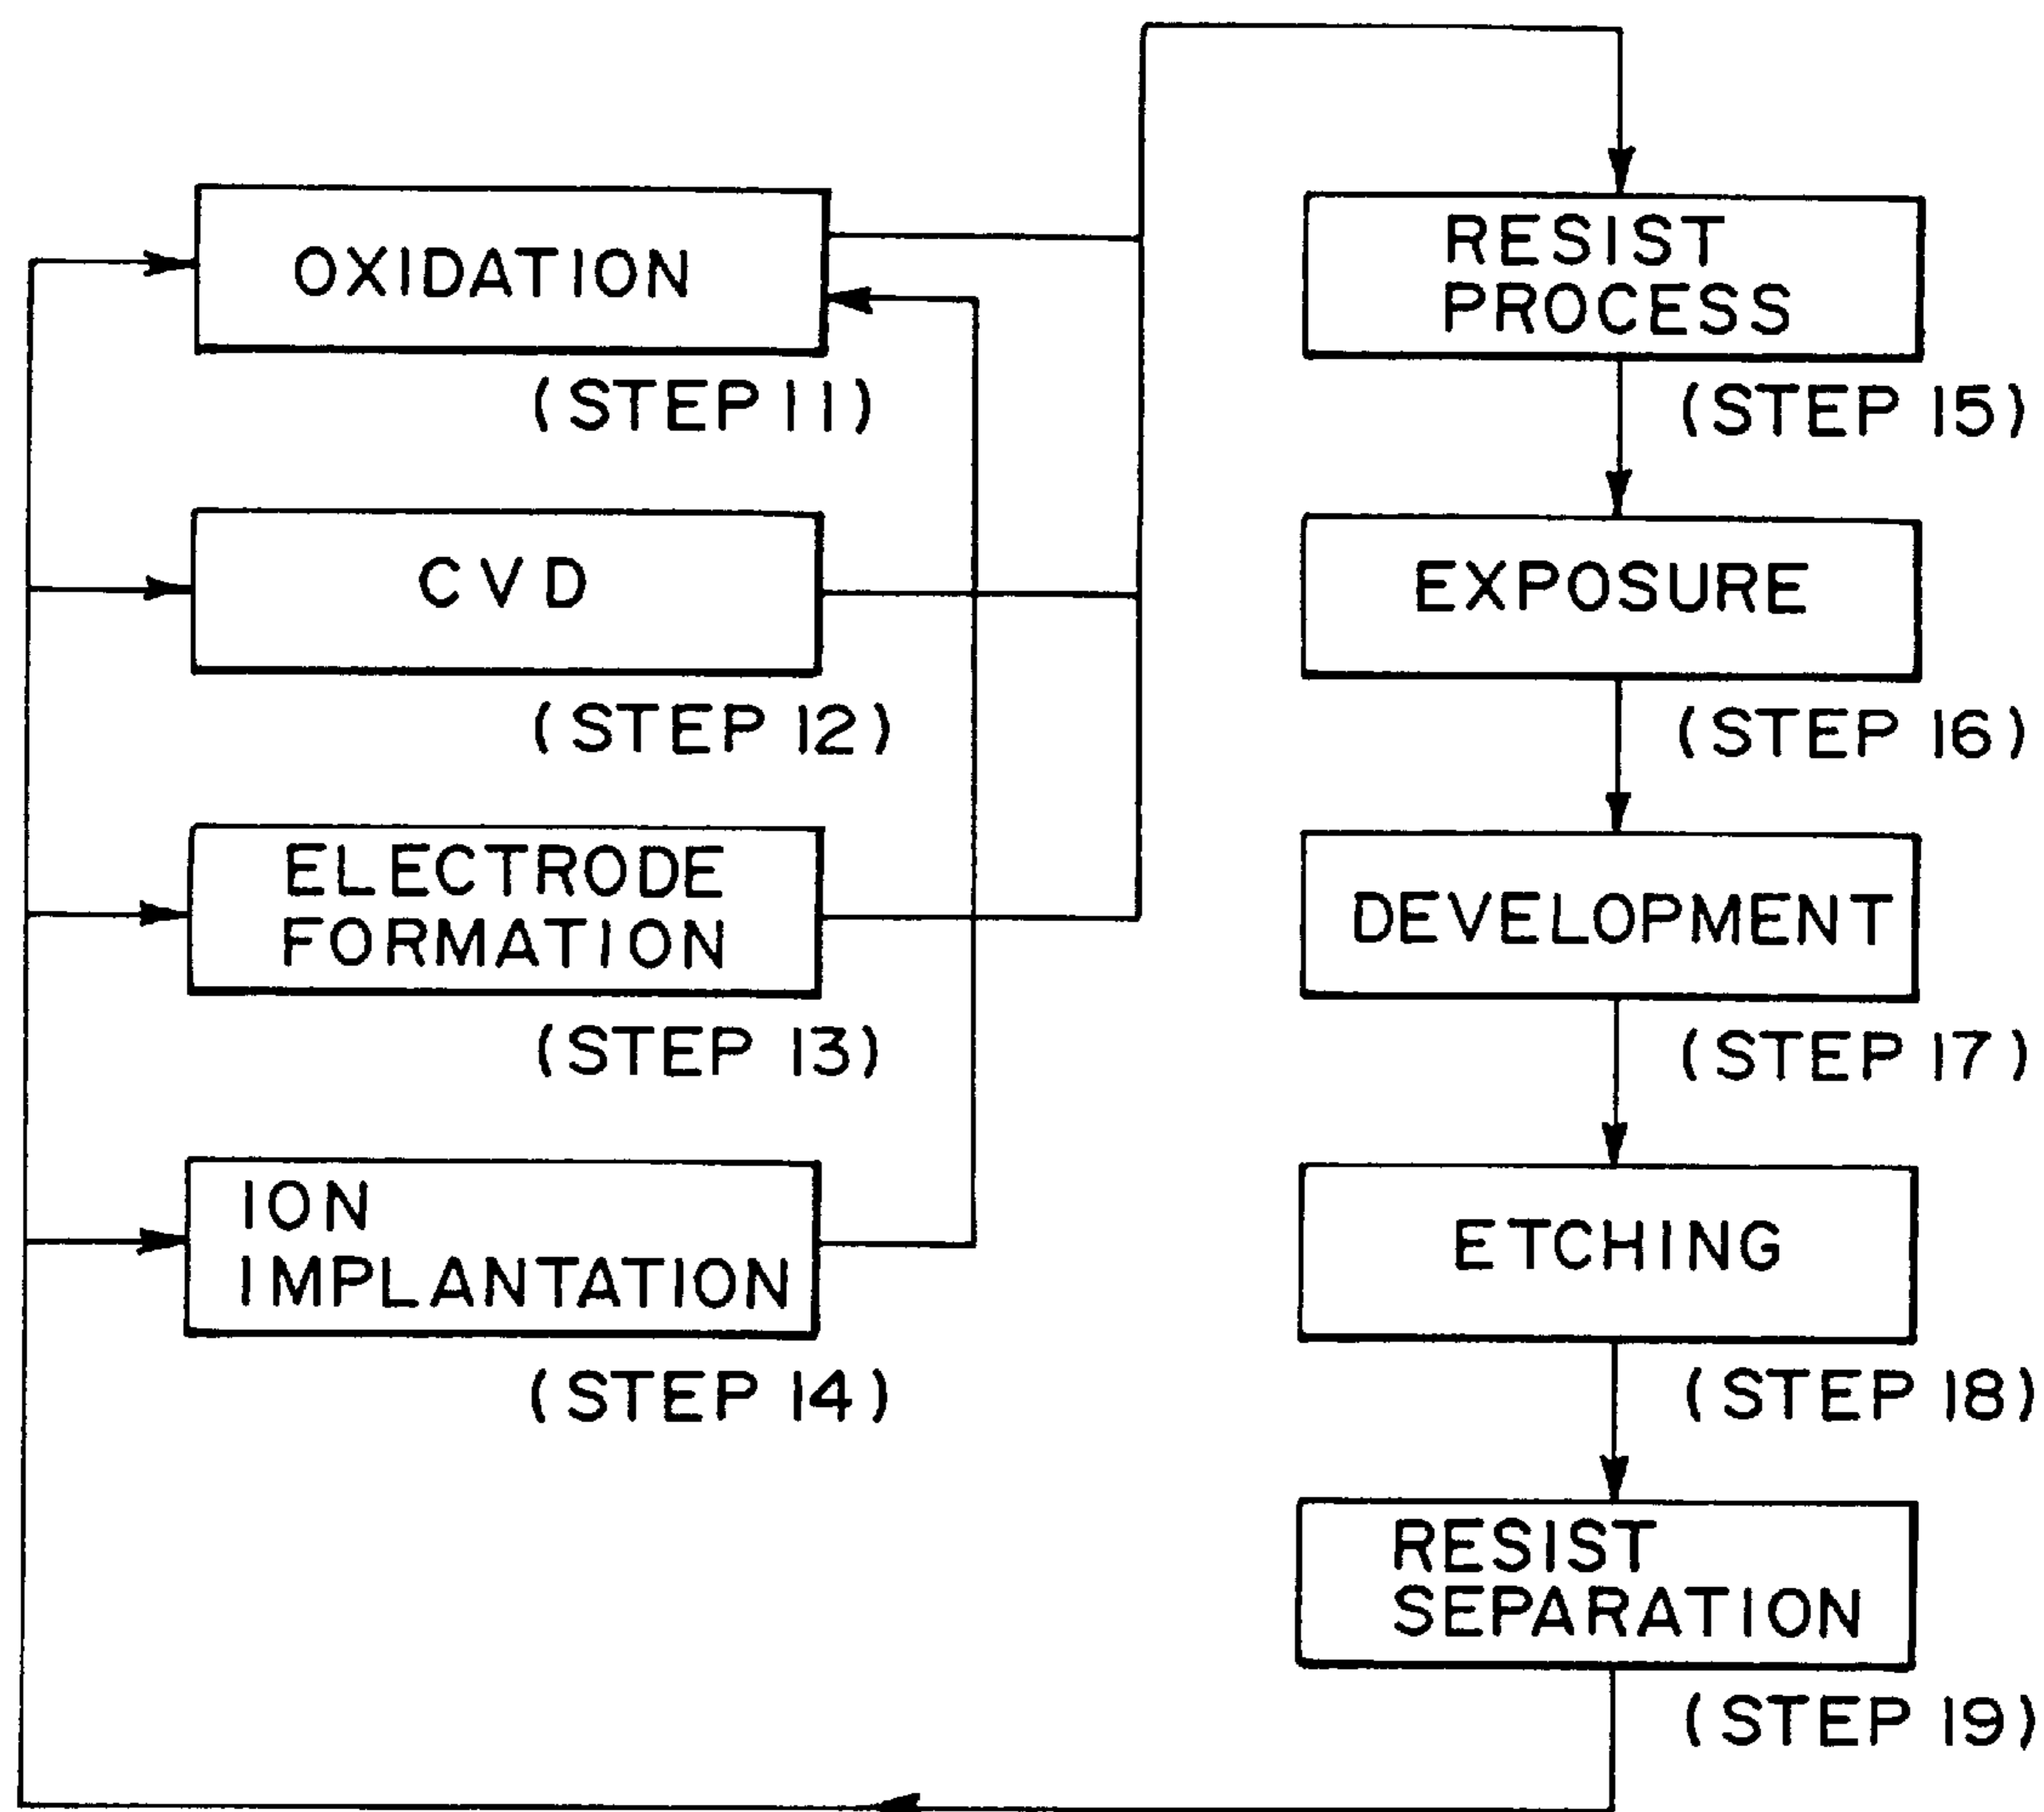 OXIDATION
(STEP 11)
CVD
(STEP 12)
ELECTRODE
FORMATION
(STEP 13)
ION
IMPLANTATION
(STEP 14)
RESIST
PROCESS
(STEP 15)
EXPOSURE
(STEP 16)
DEVELOPMENT
(STEP 17)
ETCHING
(STEP 18)
RESIST
SEPARATION
(STEP 19)